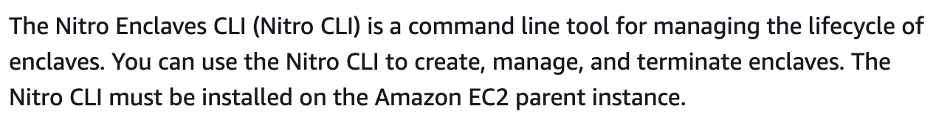 The Nitro Enclaves CLI (Nitro CLI) is a command line tool for managing the lifecycle of
enclaves. You can use the Nitro CLI to create, manage, and terminate enclaves. The
Nitro CLI must be installed on the Amazon EC2 parent instance.